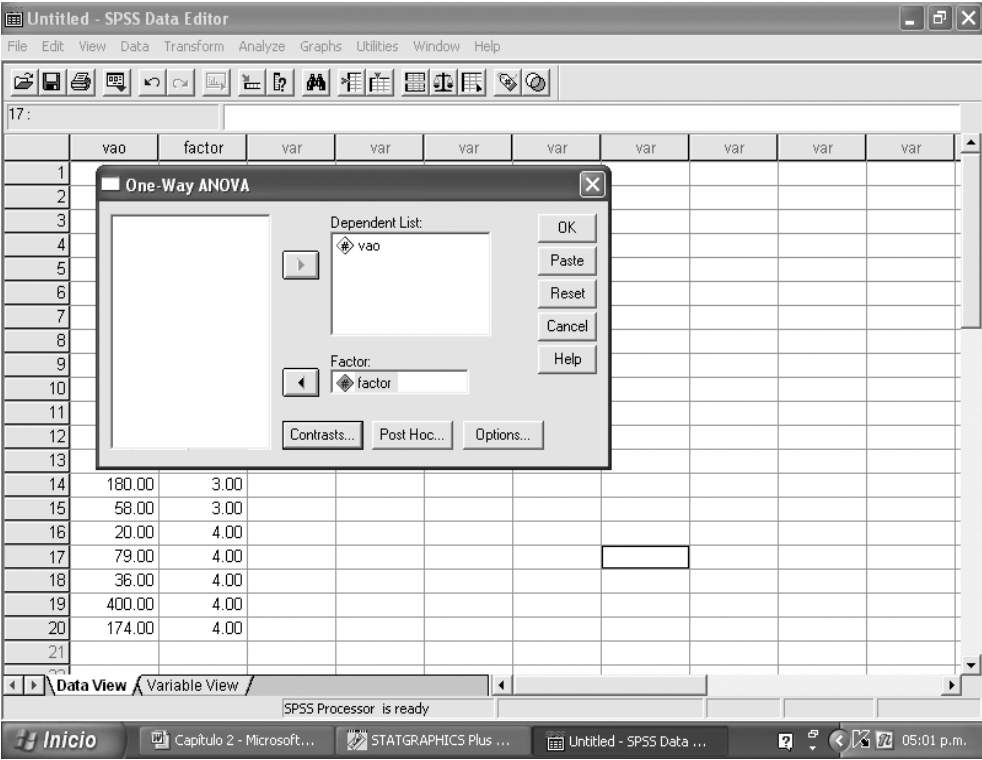 Untitled - SPSS Data Editor
File Edit View Data Transform Analyze Graphs Utilities Window Help
17 :
vao factor var var var var var var var var
1
2
3
4
5
6
7
8
9
10
11
12
13
One-Way ANOVA
Dependent List:
# vao
Factor:
# factor
OK
Paste
Reset
Cancel
Help
Contrasts... Post Hoc... Options...
14 180.00 3.00
15 58.00 3.00
16 20.00 4.00
17 79.00 4.00
18 36.00 4.00
19 400.00 4.00
20 174.00 4.00
21
Data View Variable View
SPSS Processor is ready
Inicio Capítulo 2 - Microsoft... STATGRAPHICS Plus ... Untitled - SPSS Data ... 05:01 p.m.